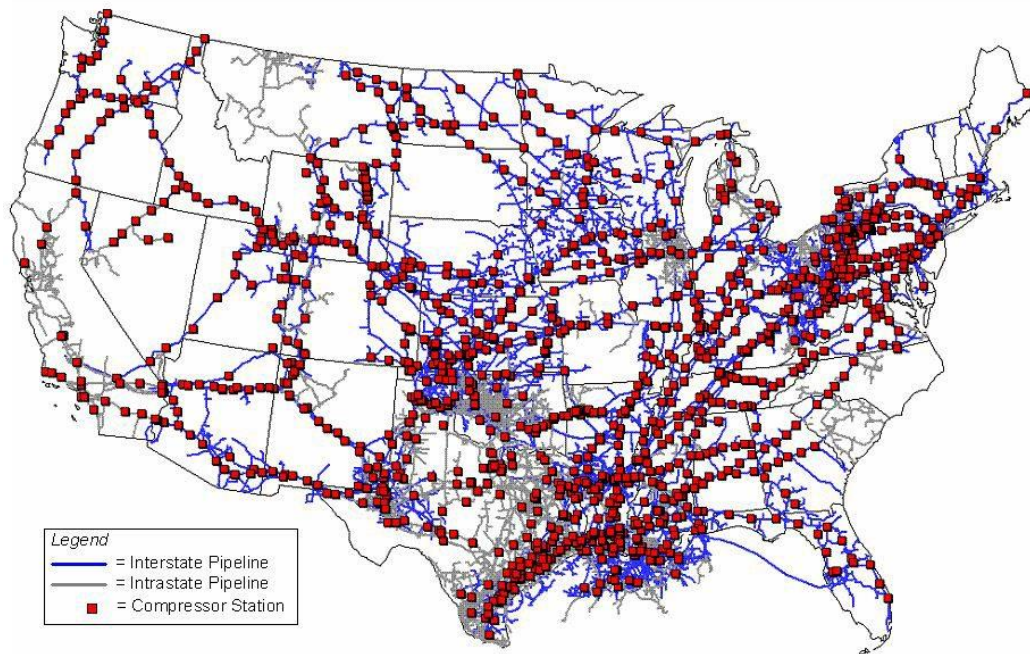 Legend
= Interstate Pipeline
= Intrastate Pipeline
= Compressor Station